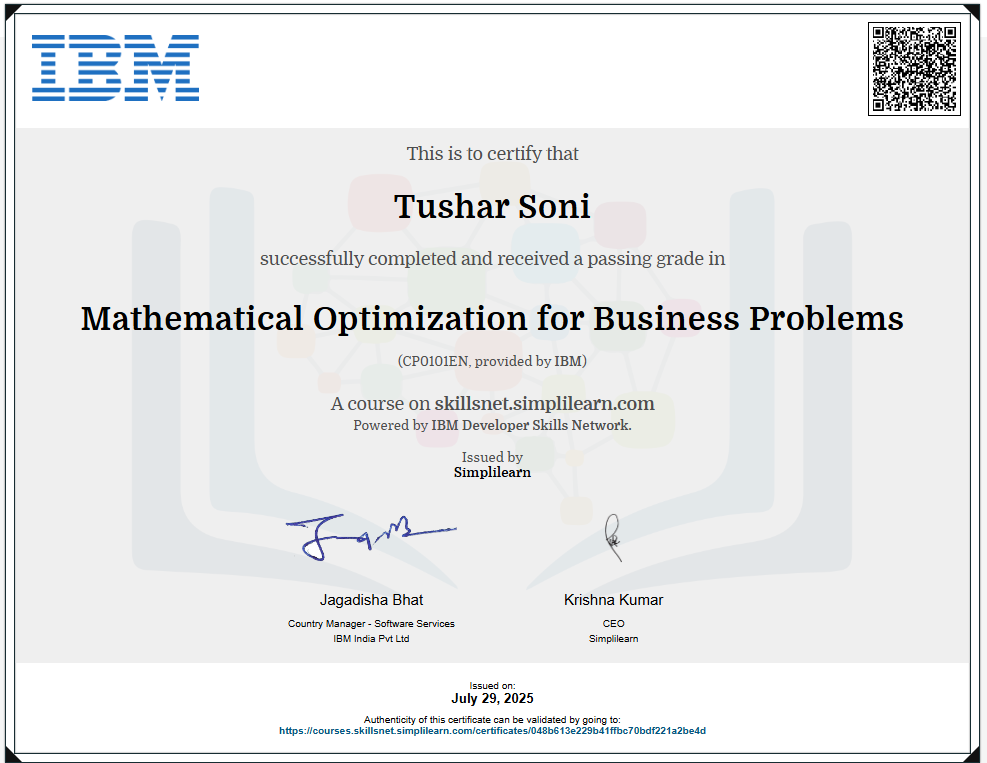 IBM
This is to certify that
Tushar Soni
successfully completed and received a passing grade in
Mathematical Optimization for Business Problems
(CP0101EN, provided by IBM)
A course on skillsnet.simplilearn.com
Powered by IBM Developer Skills Network.
Issued by
Simplilearn
Jagadisha Bhat
Country Manager - Software Services
IBM India Pvt Ltd
Krishna Kumar
CEO
Simplilearn
Issued on:
July 29, 2025
Authenticity of this certificate can be validated by going to:
https://courses.skillsnet.simplilearn.com/certificates/048b613e229b41ffbc70bdf221a2be4d